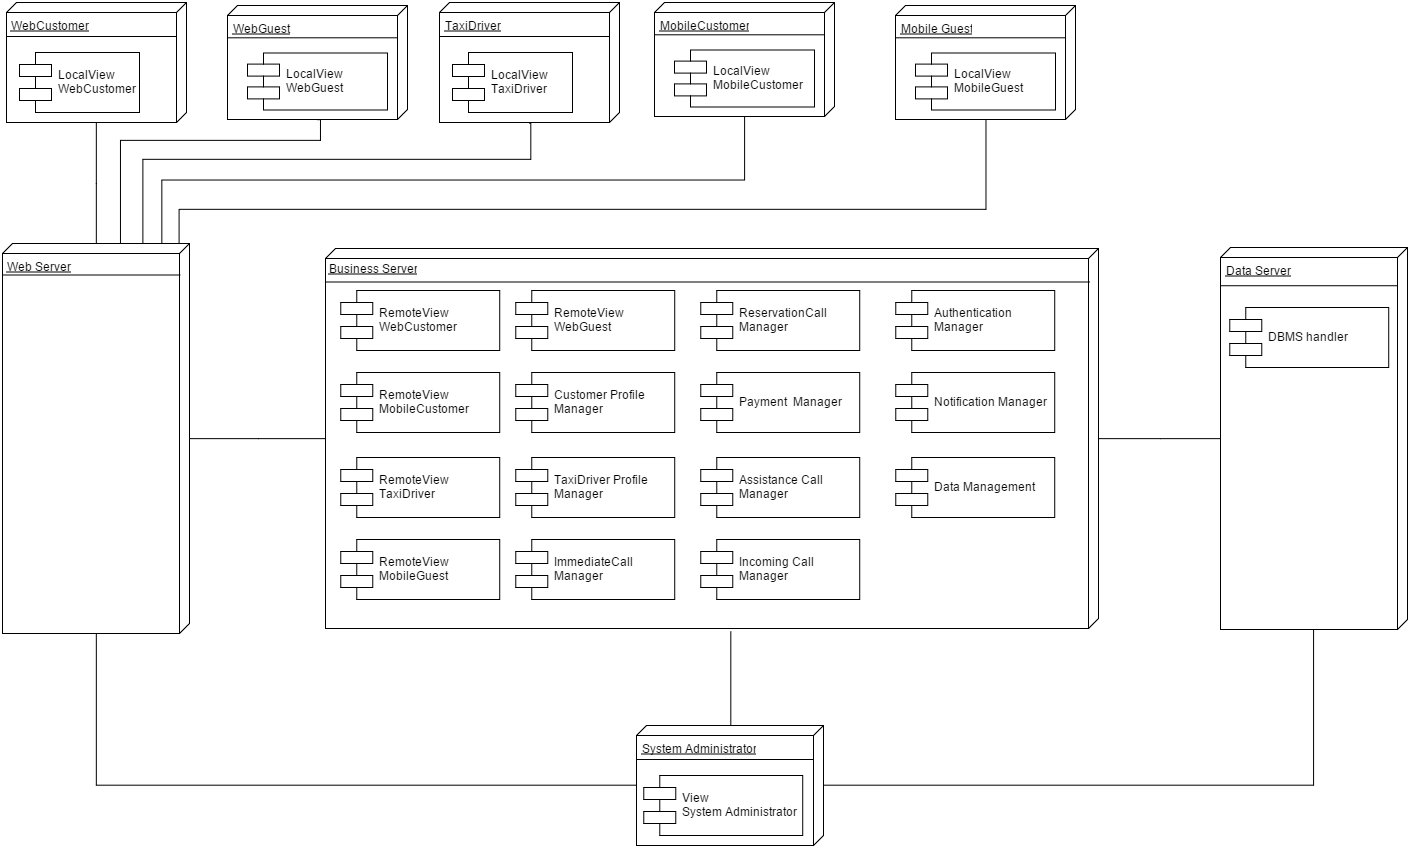 WebCustomer
LocalView
WebCustomer
WebGuest
LocalView
WebGuest
TaxiDriver
LocalView
TaxiDriver
MobileCustomer
LocalView
MobileCustomer
Mobile Guest
LocalView
MobileGuest
Web Server
Business Server
RemoteView
WebCustomer
RemoteView
WebGuest
ReservationCall
Manager
Authentication
Manager
RemoteView
MobileCustomer
Customer Profile
Manager
Payment  Manager
Notification Manager
RemoteView
TaxiDriver
TaxiDriver Profile
Manager
Assistance Call
Manager
Data Management
RemoteView
MobileGuest
ImmediateCall
Manager
Incoming Call
Manager
Data Server
DBMS handler
System Administrator
View
System Administrator